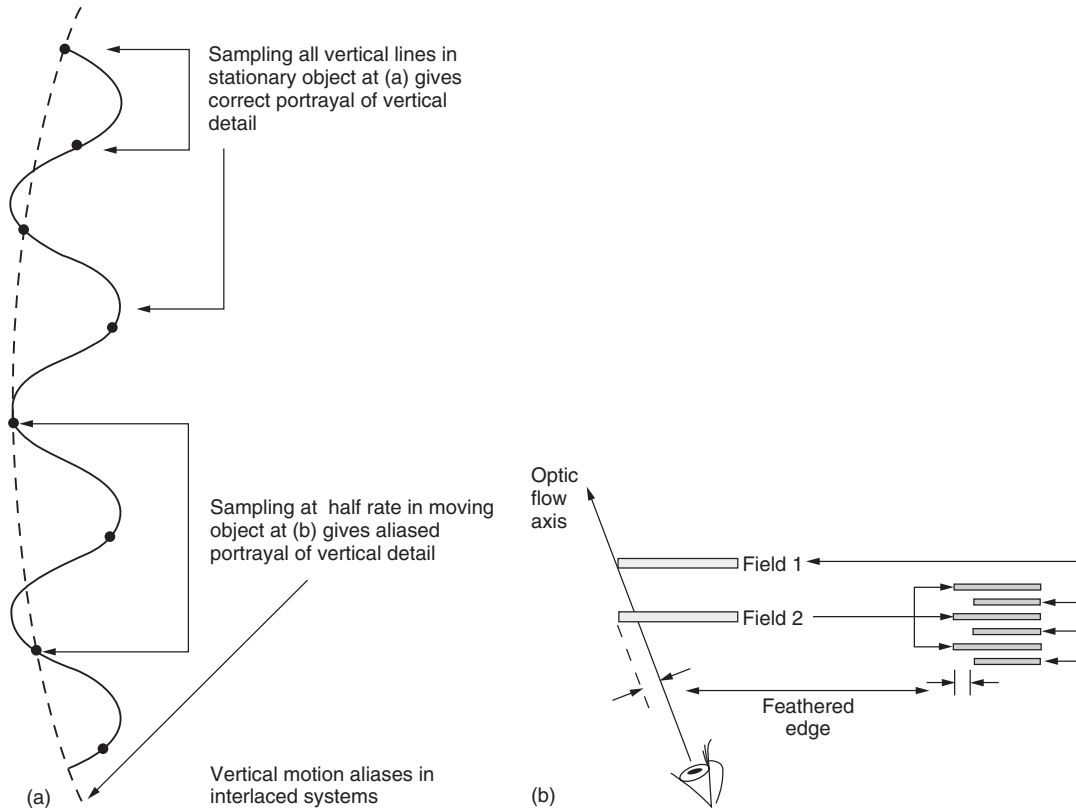 Sampling all vertical lines in
stationary object at (a) gives
correct portrayal of vertical
detail
Sampling at half rate in moving
object at (b) gives aliased
portrayal of vertical detail
Vertical motion aliases in
interlaced systems
(a)
Optic
flow
axis
Field 1
Field 2
Feathered
edge
(b)